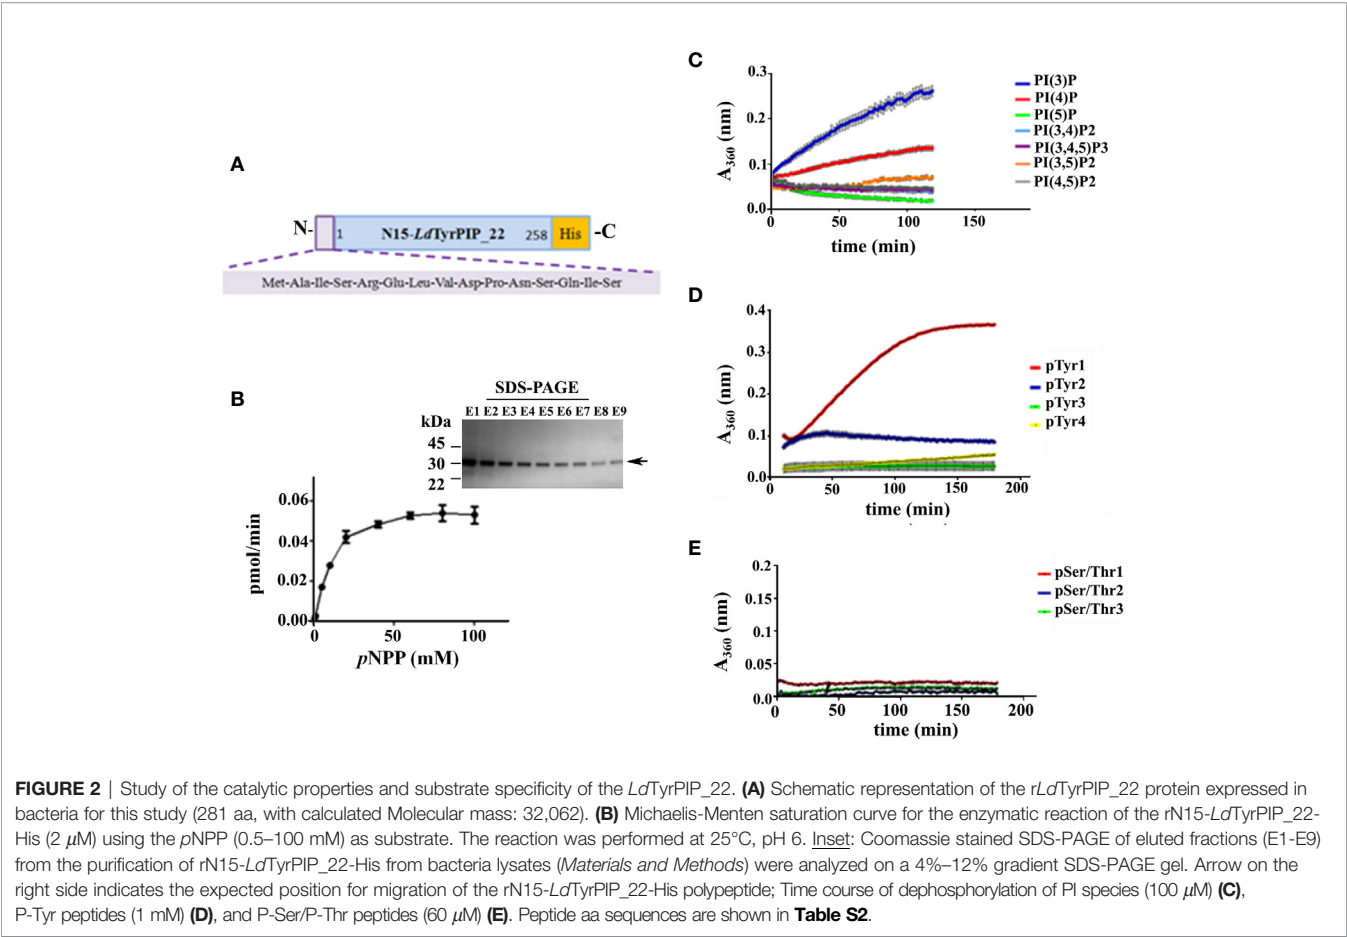 A
N-
1
N15-LdTyrPIP_22
258
His
-C
Met-Ala-Ile-Ser-Arg-Glu-Leu-Val-Asp-Pro-Asn-Ser-Gln-Ile-Ser
B
SDS-PAGE
E1 E2 E3 E4 E5 E6 E7 E8 E9
kDa
45
30
22
0.06
0.04
0.02
0.00
pmol/min
0
50
100
pNPP (mM)
C
0.3
0.2
0.1
0.0
A360 (nm)
50
100
150
time (min)
PI(3)P
PI(4)P
PI(5)P
PI(3,4)P2
PI(3,4,5)P3
PI(3,5)P2
PI(4,5)P2
D
0.4
0.3
0.2
0.1
0.0
A360 (nm)
0
50
100
150
200
time (min)
pTyr1
pTyr2
pTyr3
pTyr4
E
0.2
0.15
0.1
0.05
0.0
A360 (nm)
0
50
100
150
200
time (min)
pSer/Thr1
pSer/Thr2
pSer/Thr3
FIGURE 2 | Study of the catalytic properties and substrate specificity of the LdTyrPIP_22. (A) Schematic representation of the rLdTyrPIP_22 protein expressed in
bacteria for this study (281 aa, with calculated Molecular mass: 32,062). (B) Michaelis-Menten saturation curve for the enzymatic reaction of the rN15-LdTyrPIP_22-
His (2 μM) using the pNPP (0.5–100 mM) as substrate. The reaction was performed at 25°C, pH 6. Inset: Coomassie stained SDS-PAGE of eluted fractions (E1-E9)
from the purification of rN15-LdTyrPIP_22-His from bacteria lysates (Materials and Methods) were analyzed on a 4%–12% gradient SDS-PAGE gel. Arrow on the
right side indicates the expected position for migration of the rN15-LdTyrPIP_22-His polypeptide; Time course of dephosphorylation of PI species (100 μM) (C),
P-Tyr peptides (1 mM) (D), and P-Ser/P-Thr peptides (60 μM) (E). Peptide aa sequences are shown in Table S2.